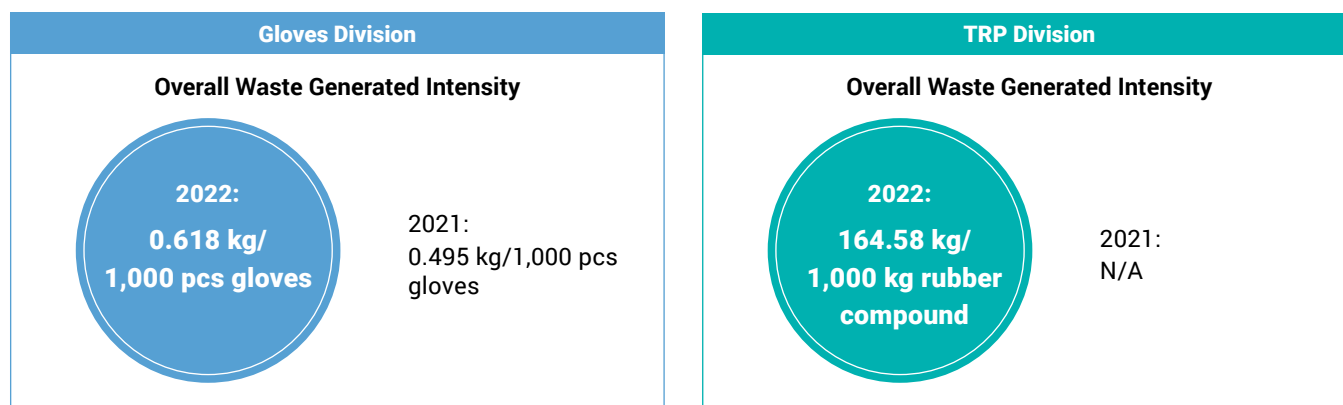 Gloves Division
Overall Waste Generated Intensity
2022:
0.618 kg/
1,000 pcs gloves
2021:
0.495 kg/1,000 pcs
gloves
TRP Division
Overall Waste Generated Intensity
2022:
164.58 kg/
1,000 kg rubber
compound
2021:
N/A